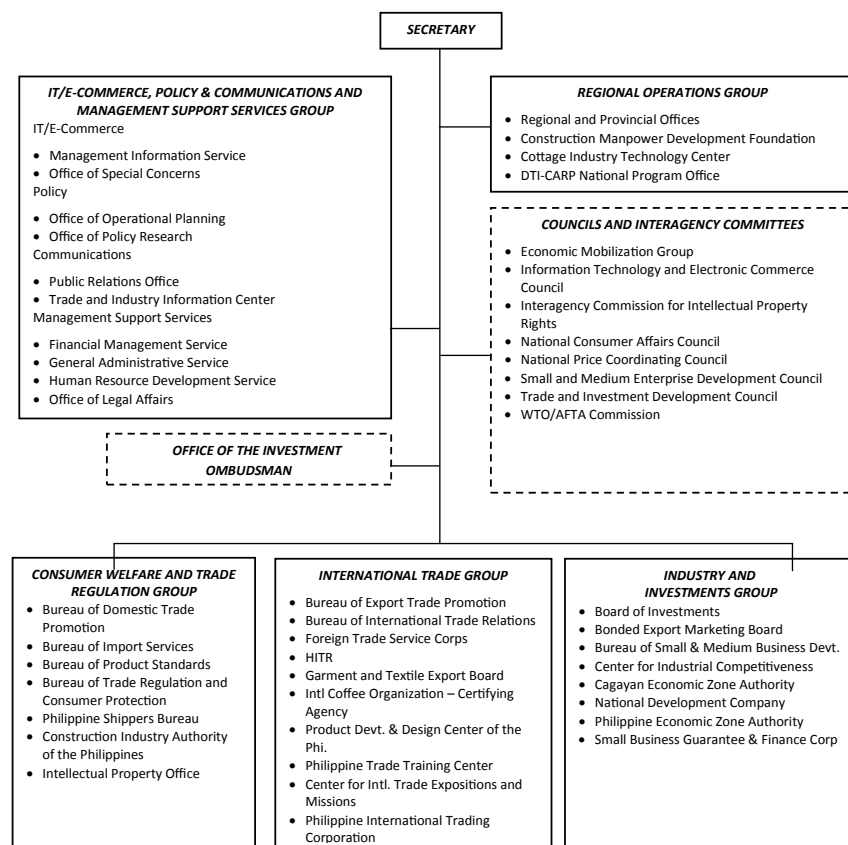 SECRETARY
IT/E-COMMERCE, POLICY & COMMUNICATIONS AND
MANAGEMENT SUPPORT SERVICES GROUP
IT/E-Commerce
• Management Information Service
• Office of Special Concerns
Policy
• Office of Operational Planning
• Office of Policy Research
Communications
• Public Relations Office
• Trade and Industry Information Center
Management Support Services
• Financial Management Service
• General Administrative Service
• Human Resource Development Service
• Office of Legal Affairs
REGIONAL OPERATIONS GROUP
• Regional and Provincial Offices
• Construction Manpower Development Foundation
• Cottage Industry Technology Center
• DTI-CARP National Program Office
COUNCILS AND INTERAGENCY COMMITTEES
• Economic Mobilization Group
• Information Technology and Electronic Commerce
Council
• Interagency Commission for Intellectual Property
Rights
• National Consumer Affairs Council
• National Price Coordinating Council
• Small and Medium Enterprise Development Council
• Trade and Investment Development Council
• WTO/AFTA Commission
OFFICE OF THE INVESTMENT
OMBUDSMAN
CONSUMER WELFARE AND TRADE
REGULATION GROUP
• Bureau of Domestic Trade
Promotion
• Bureau of Import Services
• Bureau of Product Standards
• Bureau of Trade Regulation and
Consumer Protection
• Philippine Shippers Bureau
• Construction Industry Authority
of the Philippines
• Intellectual Property Office
INTERNATIONAL TRADE GROUP
• Bureau of Export Trade Promotion
• Bureau of International Trade Relations
• Foreign Trade Service Corps
• HITR
• Garment and Textile Export Board
• Intl Coffee Organization – Certifying
Agency
• Product Devt. & Design Center of the
Phi.
• Philippine Trade Training Center
• Center for Intl. Trade Expositions and
Missions
• Philippine International Trading
Corporation
INDUSTRY AND
INVESTMENTS GROUP
• Board of Investments
• Bonded Export Marketing Board
• Bureau of Small & Medium Business Devt.
• Center for Industrial Competitiveness
• Cagayan Economic Zone Authority
• National Development Company
• Philippine Economic Zone Authority
• Small Business Guarantee & Finance Corp